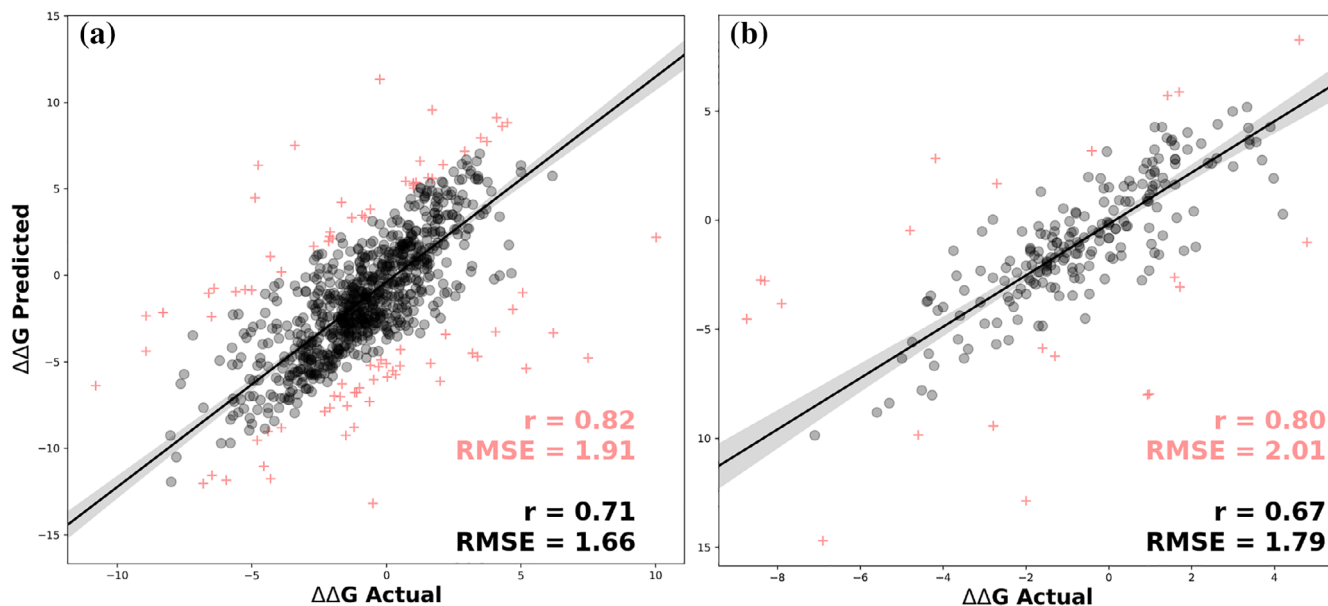 (a)
15
10
5
0
−5
−10
−15
ΔΔG Predicted
r = 0.82
RMSE = 1.91
r = 0.71
RMSE = 1.66
−10
−5
0
5
10
ΔΔG Actual
(b)
5
0
−5
10
15
r = 0.80
RMSE = 2.01
r = 0.67
RMSE = 1.79
−8
−6
−4
−2
0
2
4
ΔΔG Actual